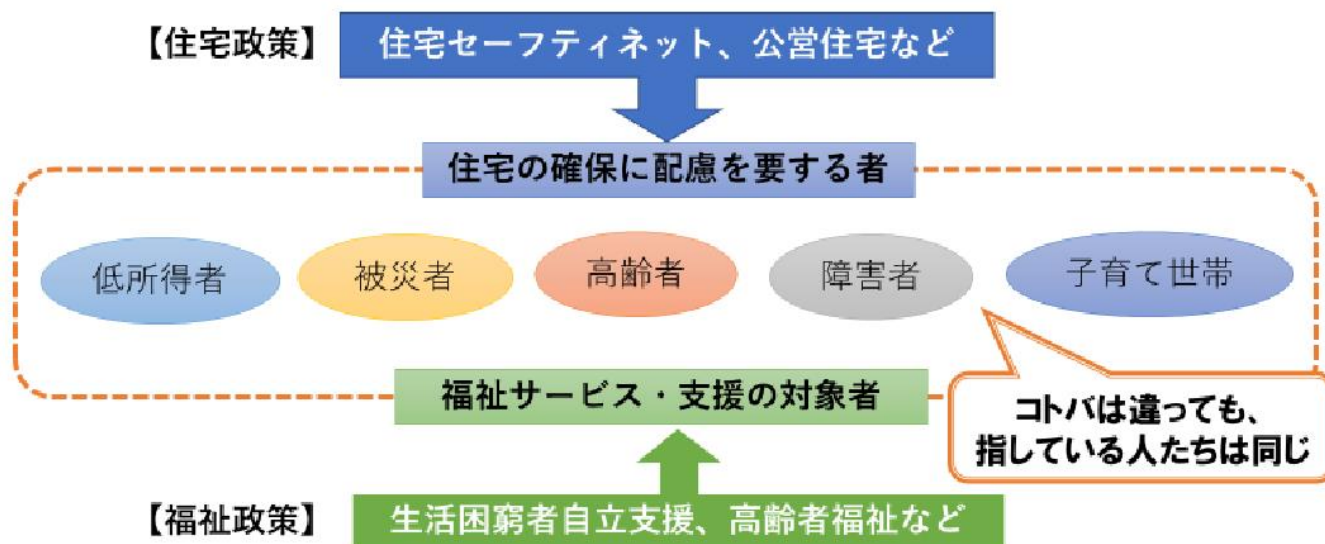 【住宅政策】 住宅セーフティネット、公営住宅など
住宅の確保に配慮を要する者
低所得者 被災者 高齢者 障害者 子育て世帯
福祉サービス・支援の対象者
コトバは違っても、
指している人たちは同じ
【福祉政策】 生活困窮者自立支援、高齢者福祉など